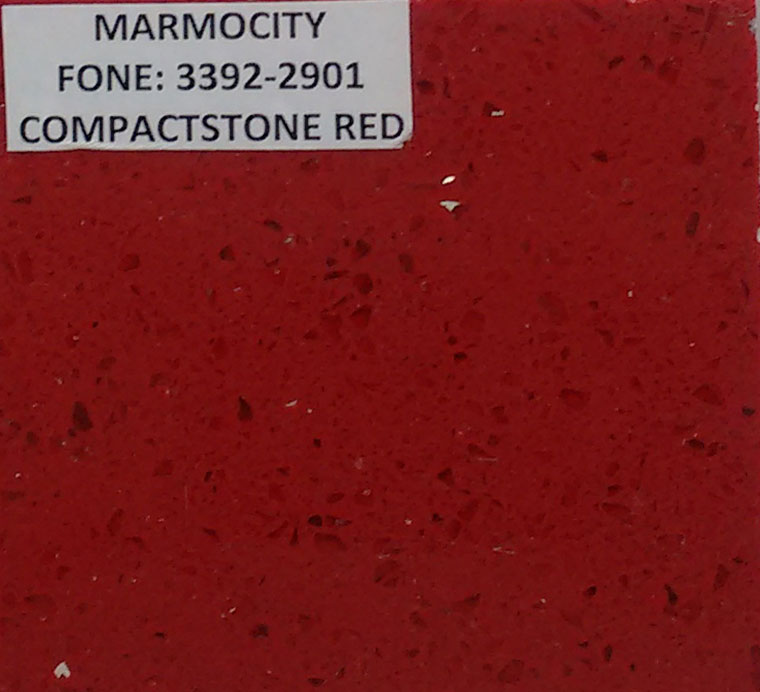 MARMOCITY
FONE: 3392-2901
COMPACTSTONE RED